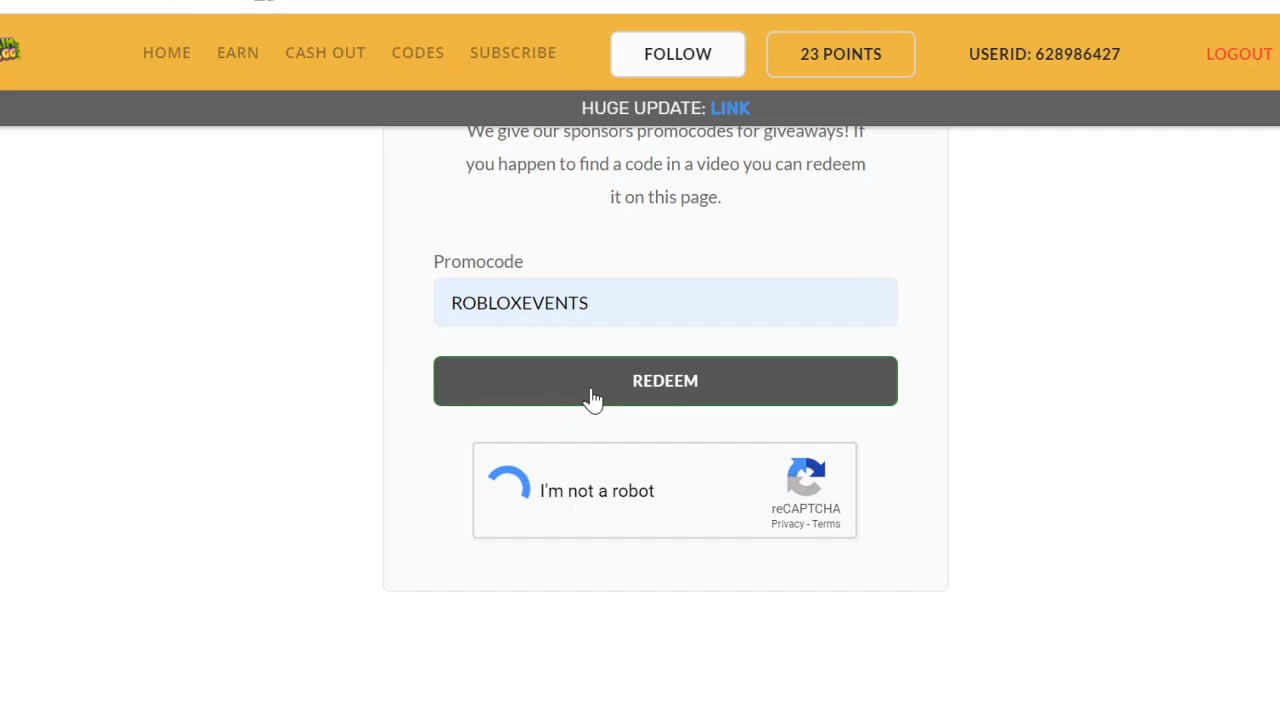 HOME EARN CASH OUT CODES SUBSCRIBE FOLLOW 23 POINTS USERID: 628986427 LOGOUT
HUGE UPDATE: LINK
We give our sponsors promocodes for giveaways! If
you happen to find a code in a video you can redeem
it on this page.
Promocode
ROBLOXEVENTS
REDEEM
I'm not a robot
reCAPTCHA
Privacy - Terms